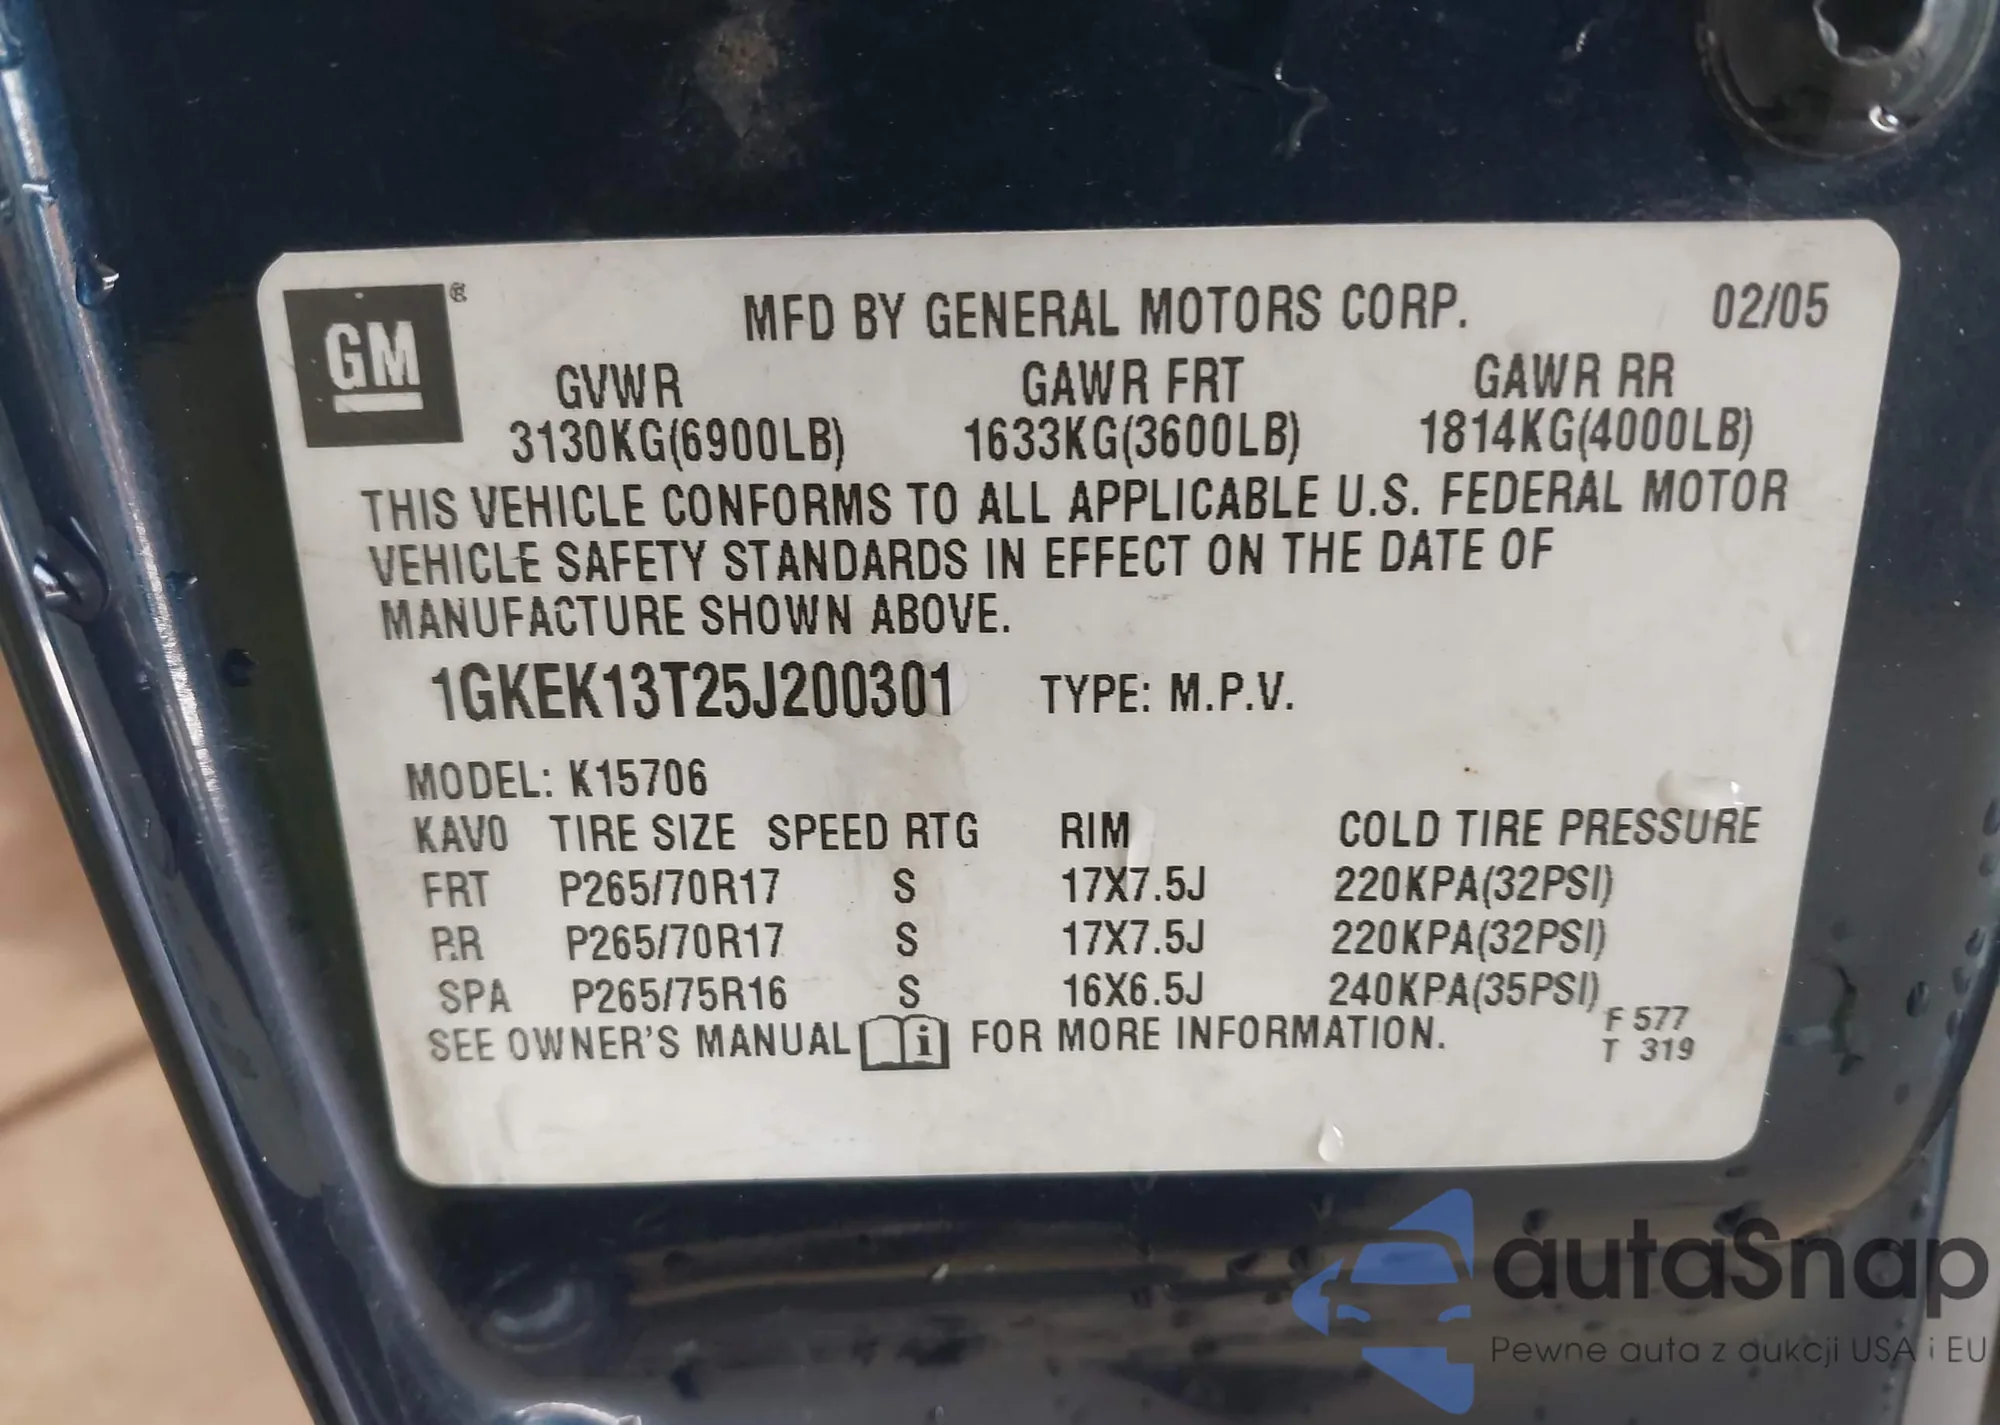 GM ®
MFD BY GENERAL MOTORS CORP. 02/05
GVWR GAWR FRT GAWR RR
3130KG(6900LB) 1633KG(3600LB) 1814KG(4000LB)
THIS VEHICLE CONFORMS TO ALL APPLICABLE U.S. FEDERAL MOTOR
VEHICLE SAFETY STANDARDS IN EFFECT ON THE DATE OF
MANUFACTURE SHOWN ABOVE.
1GKEK13T25J200301 TYPE: M.P.V.
MODEL: K15706
KAVO TIRE SIZE SPEED RTG RIM COLD TIRE PRESSURE
FRT P265/70R17 S 17X7.5J 220KPA(32PSI)
RR P265/70R17 S 17X7.5J 220KPA(32PSI)
SPA P265/75R16 S 16X6.5J 240KPA(35PSI)
SEE OWNER'S MANUAL i FOR MORE INFORMATION.
F 577
T 319
autaSnap
Pewne auta z aukcji USA i EU